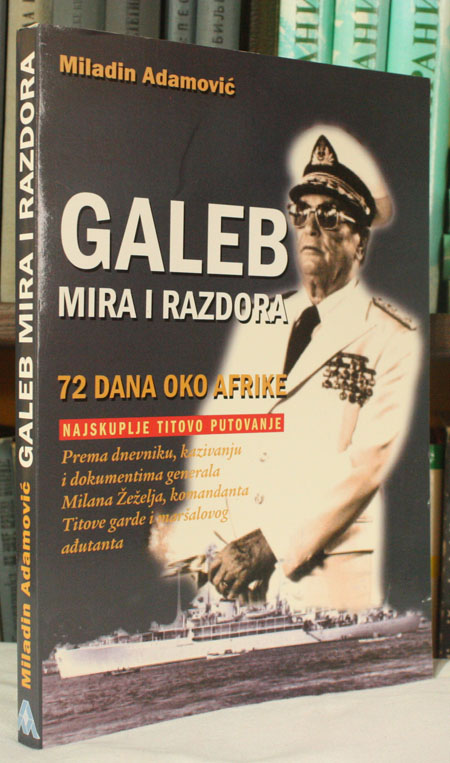 Miladin Adamović
GALEB
MIRA I RAZDORA
72 DANA OKO AFRIKE
NAJSKUPLJE TITOVO PUTOVANJE
Prema dnevniku, kazivanju
i dokumentima generala
Milana Žeželja, komandanta
Titove garde i maršalovog
ađutanta
Miladin Adamović GALEB MIRA I RAZDORA